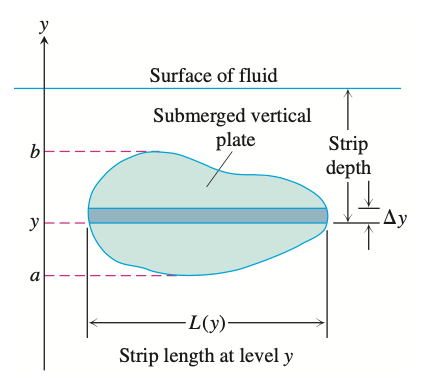 y
Surface of fluid
Submerged vertical
plate
Strip
depth
b
y
Δy
a
L(y)
Strip length at level y